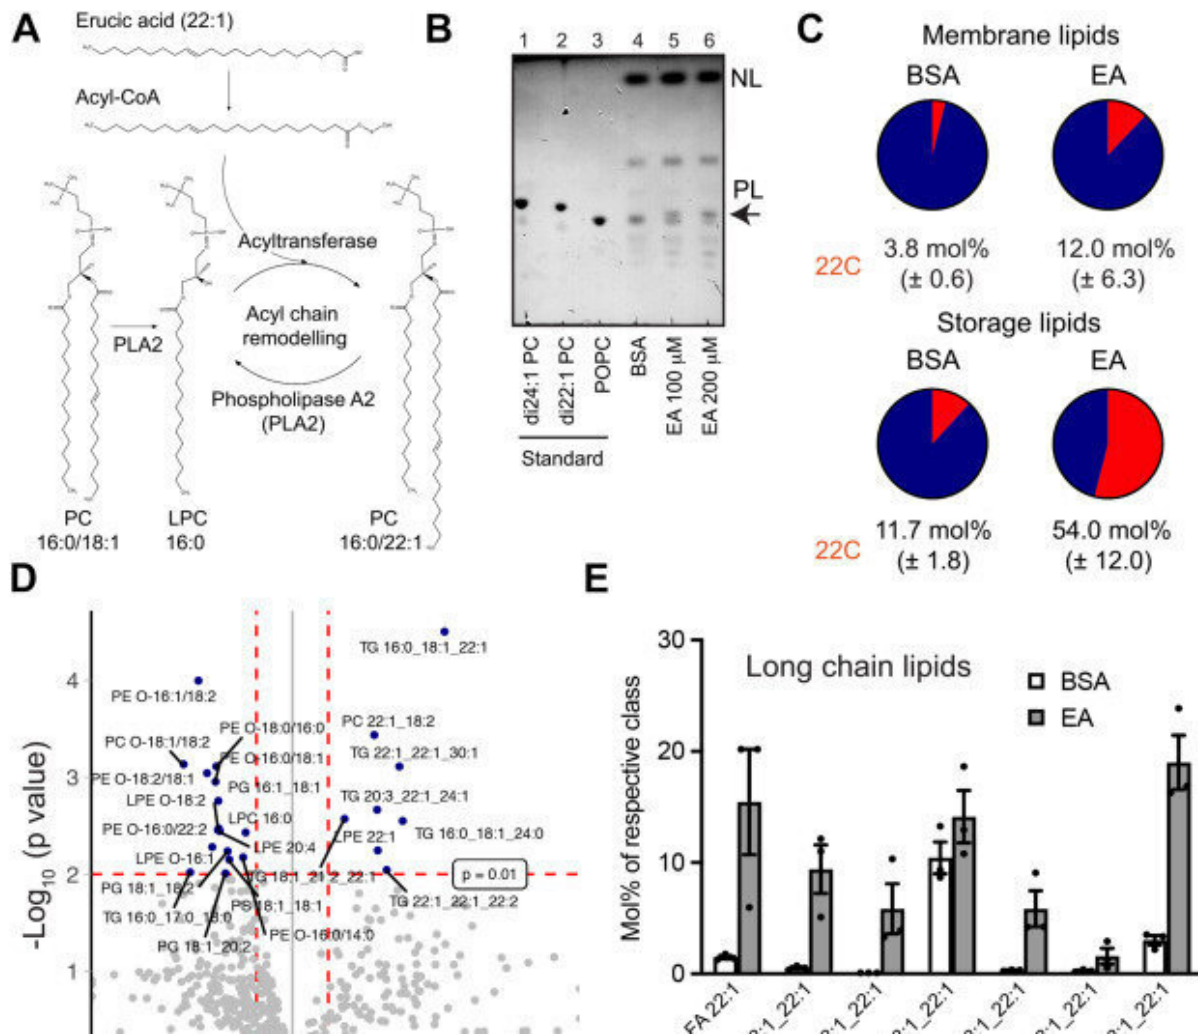 A
Erucic acid (22:1)
Acyl-CoA
Acyltransferase
Acyl chain
remodelling
PLA2
Phospholipase A2
(PLA2)
PC
16:0/18:1
LPC
16:0
PC
16:0/22:1
B
1 2 3 4 5 6
NL
PL
di24:1 PC
di22:1 PC
POPC
BSA
EA 100 µM
EA 200 µM
Standard
C
Membrane lipids
BSA
EA
22C
3.8 mol%
(± 0.6)
12.0 mol%
(± 6.3)
Storage lipids
BSA
EA
22C
11.7 mol%
(± 1.8)
54.0 mol%
(± 12.0)
D
-Log10 (p value)
4
3
2
1
TG 16:0_18:1_22:1
PE O-16:1/18:2
PE O-18:0/16:0
PC 22:1_18:2
PC O-18:1/18:2
PE O-16:0/18:1
TG 22:1_22:1_30:1
PE O-18:2/18:1
PG 16:1_18:1
LPE O-18:2
TG 20:3_22:1_24:1
LPC 16:0
PE O-16:0/22:2
LPE 22:1
TG 16:0_18:1_24:0
LPE 20:4
LPE O-16:1
p = 0.01
PG 18:1_18:2
PS 18:1_18:1
TG 22:1_22:1_22:2
TG 16:0_17:0_18:0
PE O-16:0/14:0
PG 18:1_20:2
E
Long chain lipids
BSA
EA
Mol% of respective class
30
20
10
0
FA 22:1